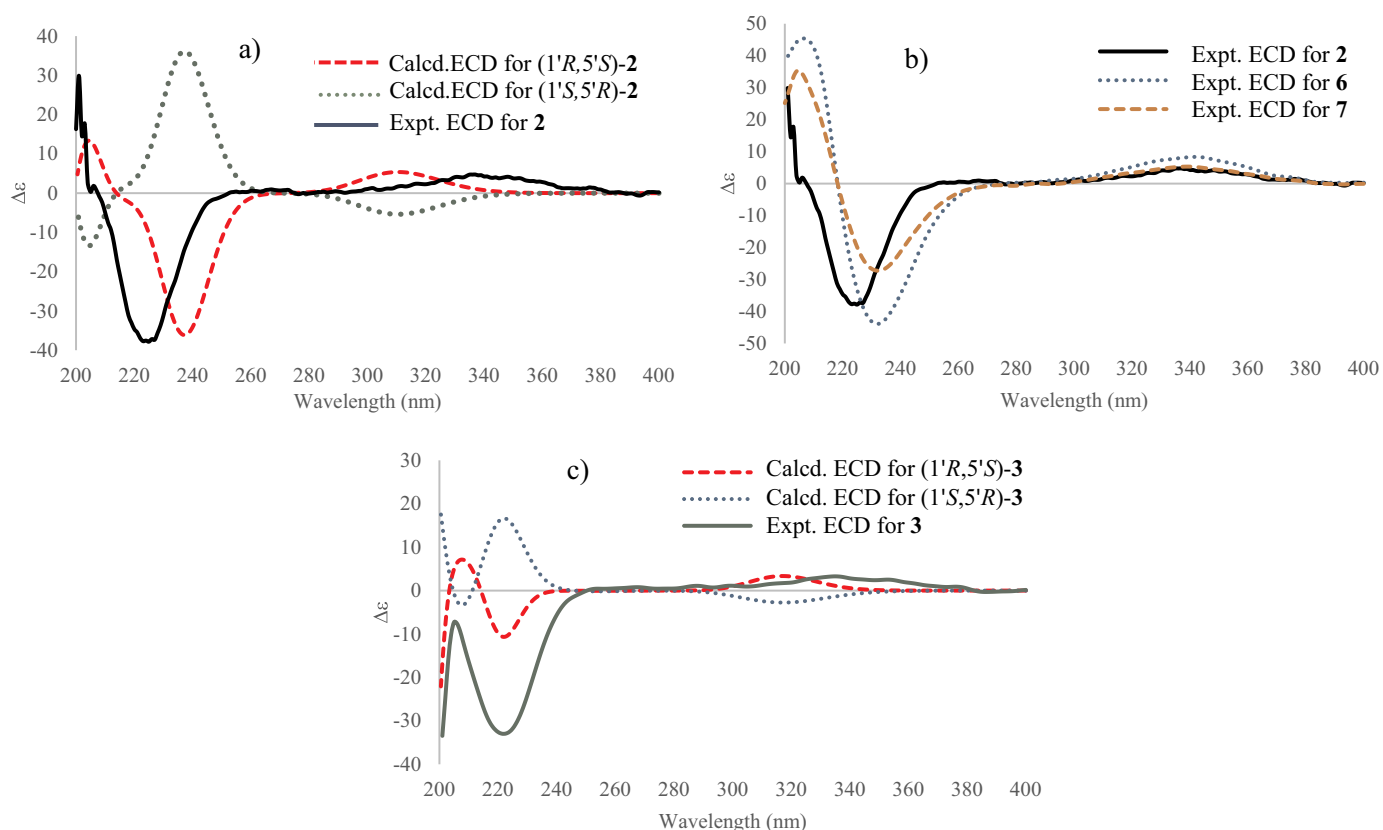 a)
Calcd.ECD for (1'R,5'S)-2
Calcd.ECD for (1'S,5'R)-2
Expt. ECD for 2
40
30
20
10
0
-10
-20
-30
-40
Δε
200 220 240 260 280 300 320 340 360 380 400
Wavelength (nm)
b)
Expt. ECD for 2
Expt. ECD for 6
Expt. ECD for 7
50
40
30
20
10
0
-10
-20
-30
-40
-50
Δε
200 220 240 260 280 300 320 340 360 380 400
Wavelength (nm)
c)
Calcd. ECD for (1'R,5'S)-3
Calcd. ECD for (1'S,5'R)-3
Expt. ECD for 3
30
20
10
0
-10
-20
-30
-40
Δε
200 220 240 260 280 300 320 340 360 380 400
Wavelength (nm)